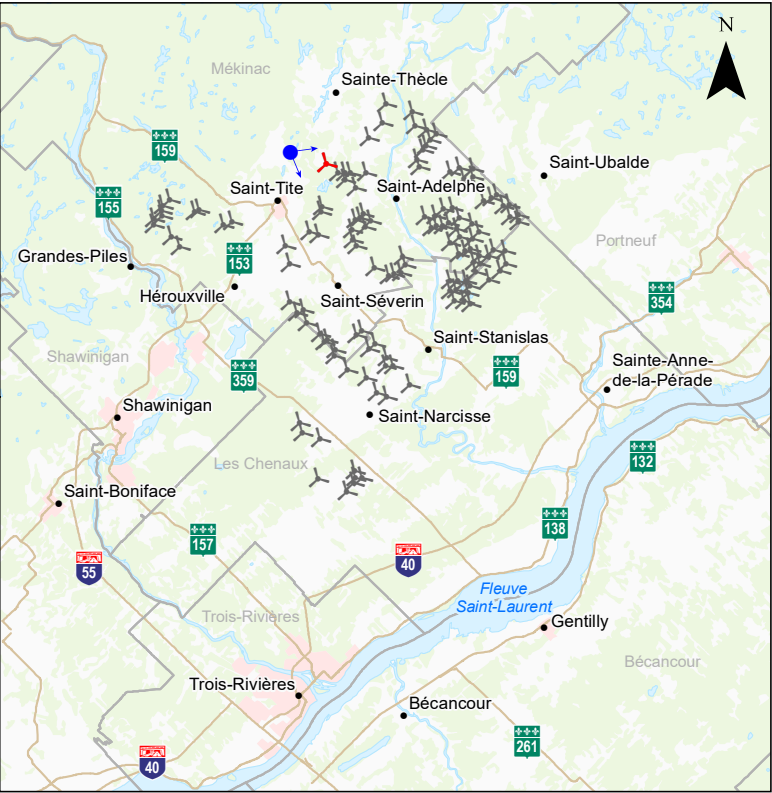 N
Mékinac
Sainte-Thècle
159
Saint-Ubalde
Saint-Tite
Saint-Adelphe
155
Portneuf
Grandes-Piles
153
Hérouxville
Saint-Séverin
354
Saint-Stanislas
Shawinigan
359
159
Sainte-Anne-
de-la-Pérade
Shawinigan
Saint-Narcisse
132
Les Chenaux
Saint-Boniface
138
157
40
55
Fleuve
Saint-Laurent
Trois-Rivières
Gentilly
Bécancour
Trois-Rivières
Bécancour
261
40